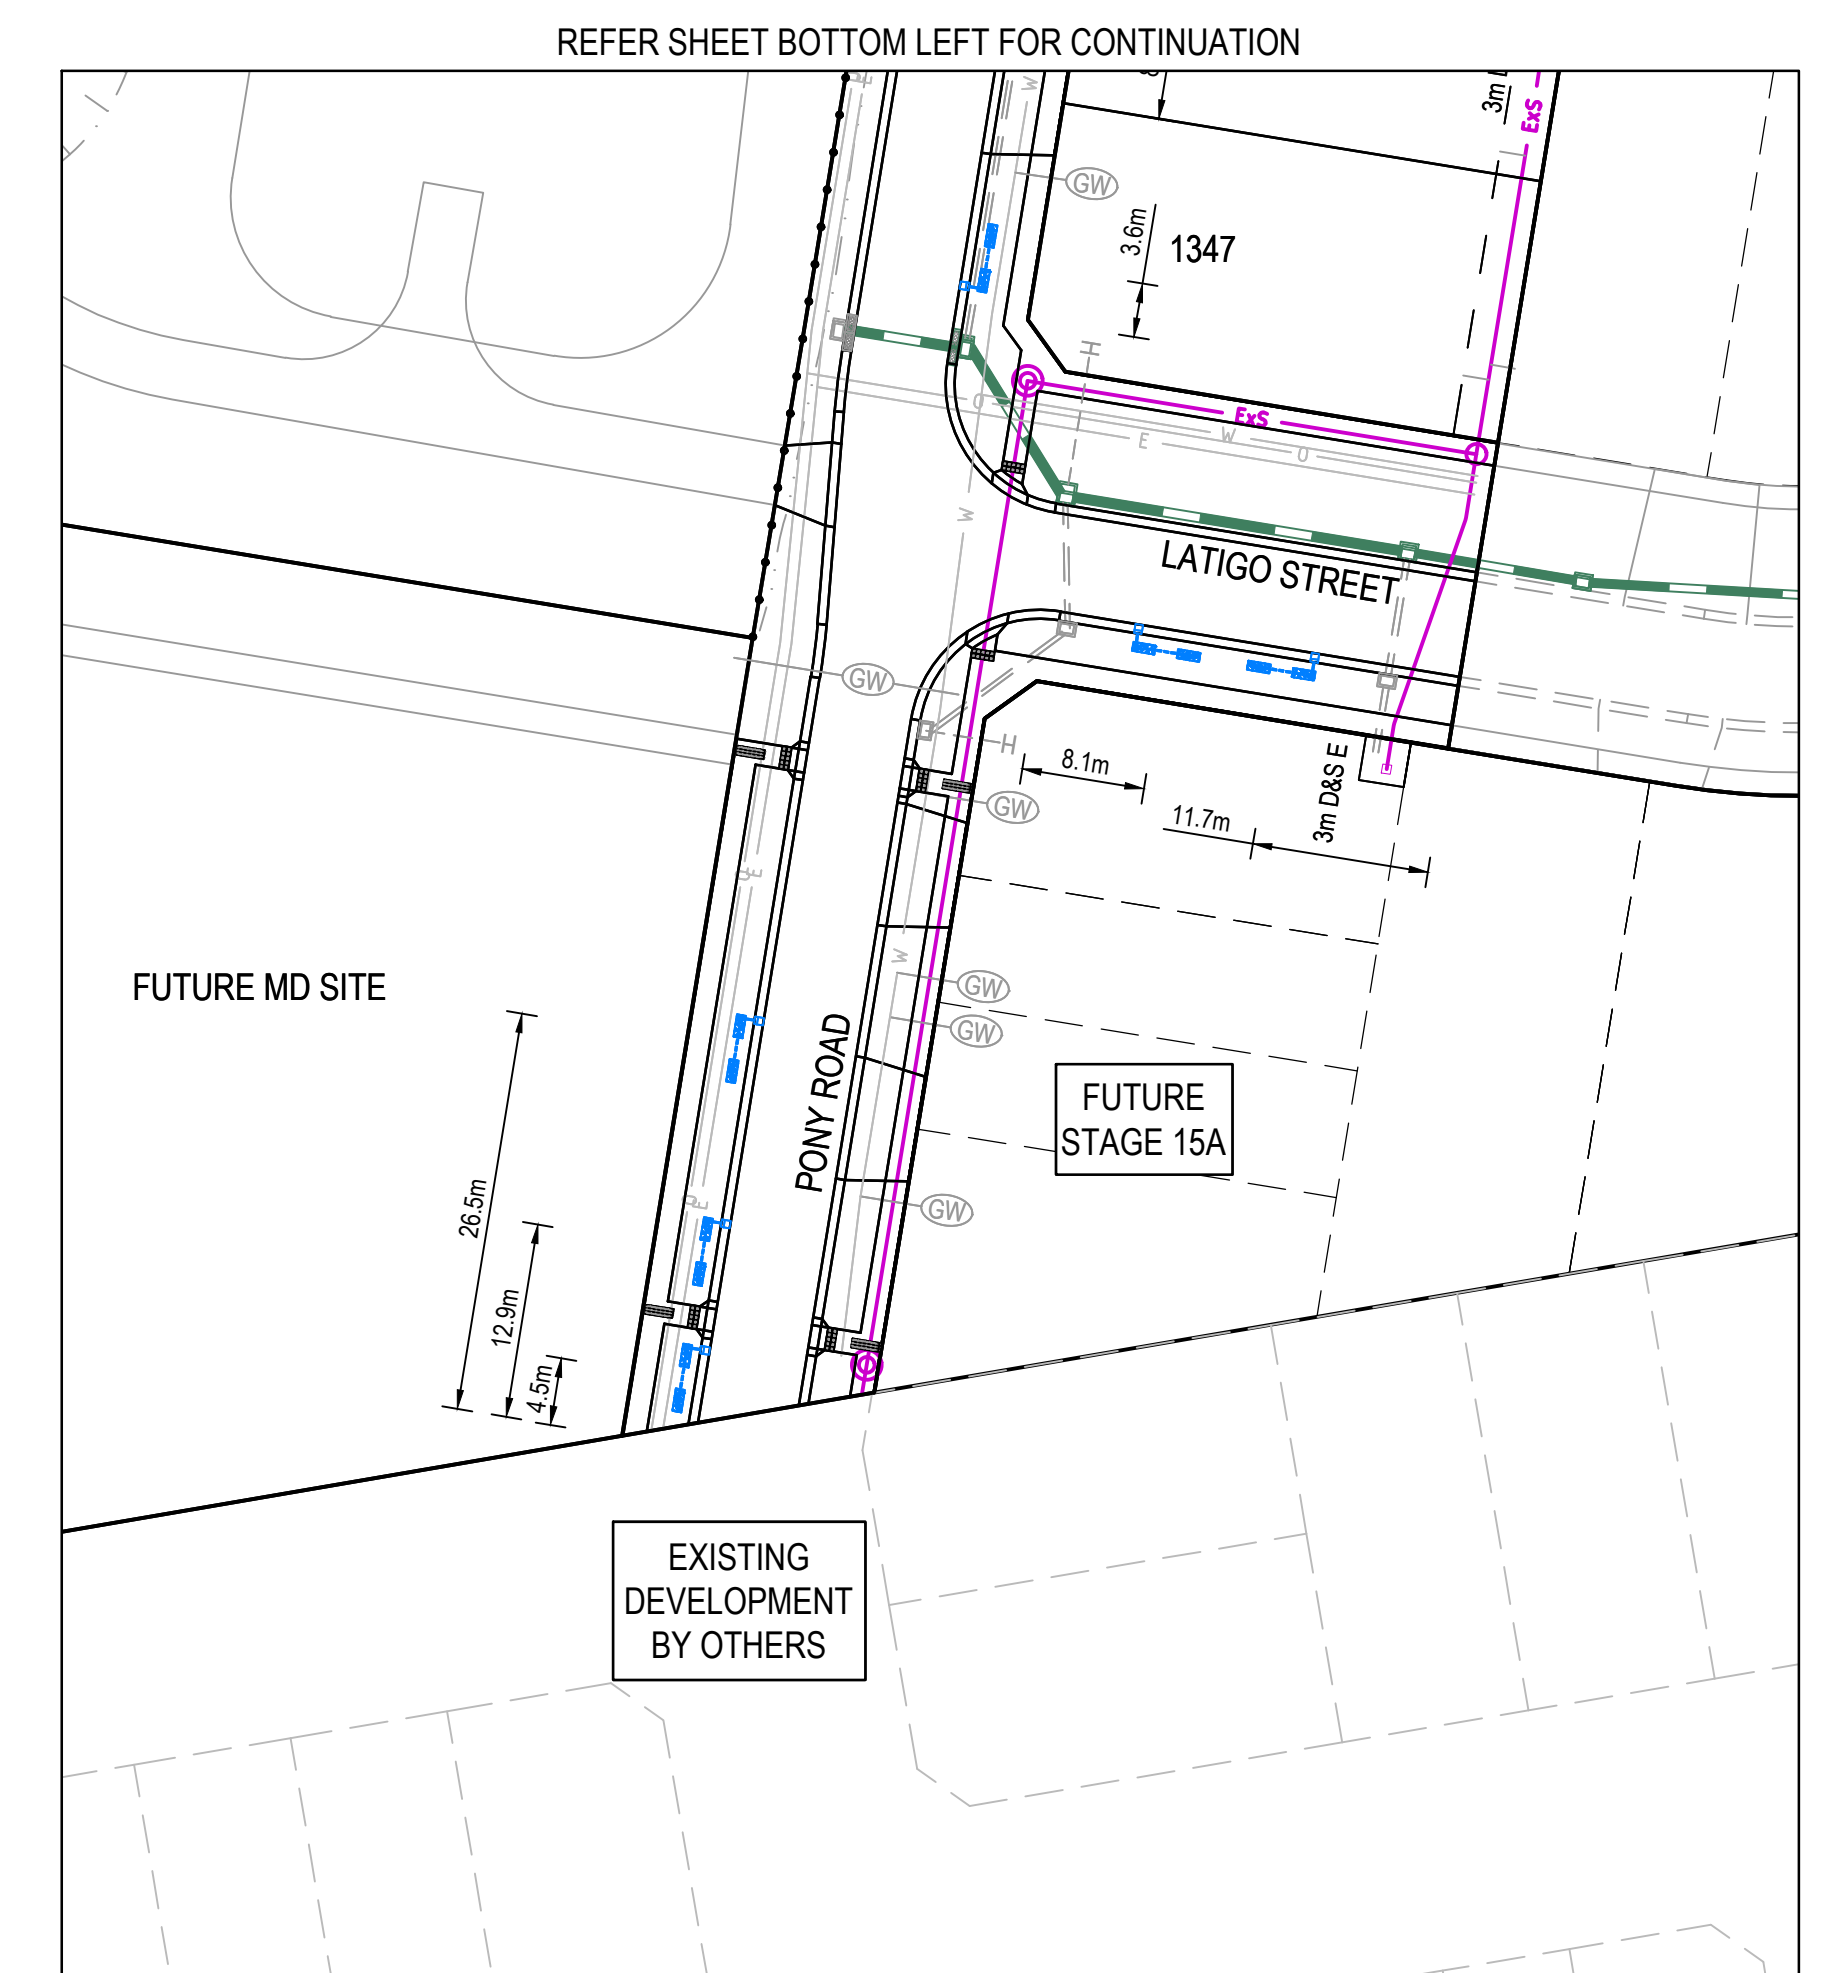 REFER SHEET BOTTOM LEFT FOR CONTINUATION
E
W
3m D
ExS
GW
3.6m
1347
H
O
ExS
W
E
O
W
LATIGO STREET
GW
H
8.1m
GW
11.7m
3m D&S E
E
W
GW
FUTURE MD SITE
GW
PONY ROAD
FUTURE
STAGE 15A
26.5m
E
GW
12.9m
4.5m
EXISTING
DEVELOPMENT
BY OTHERS